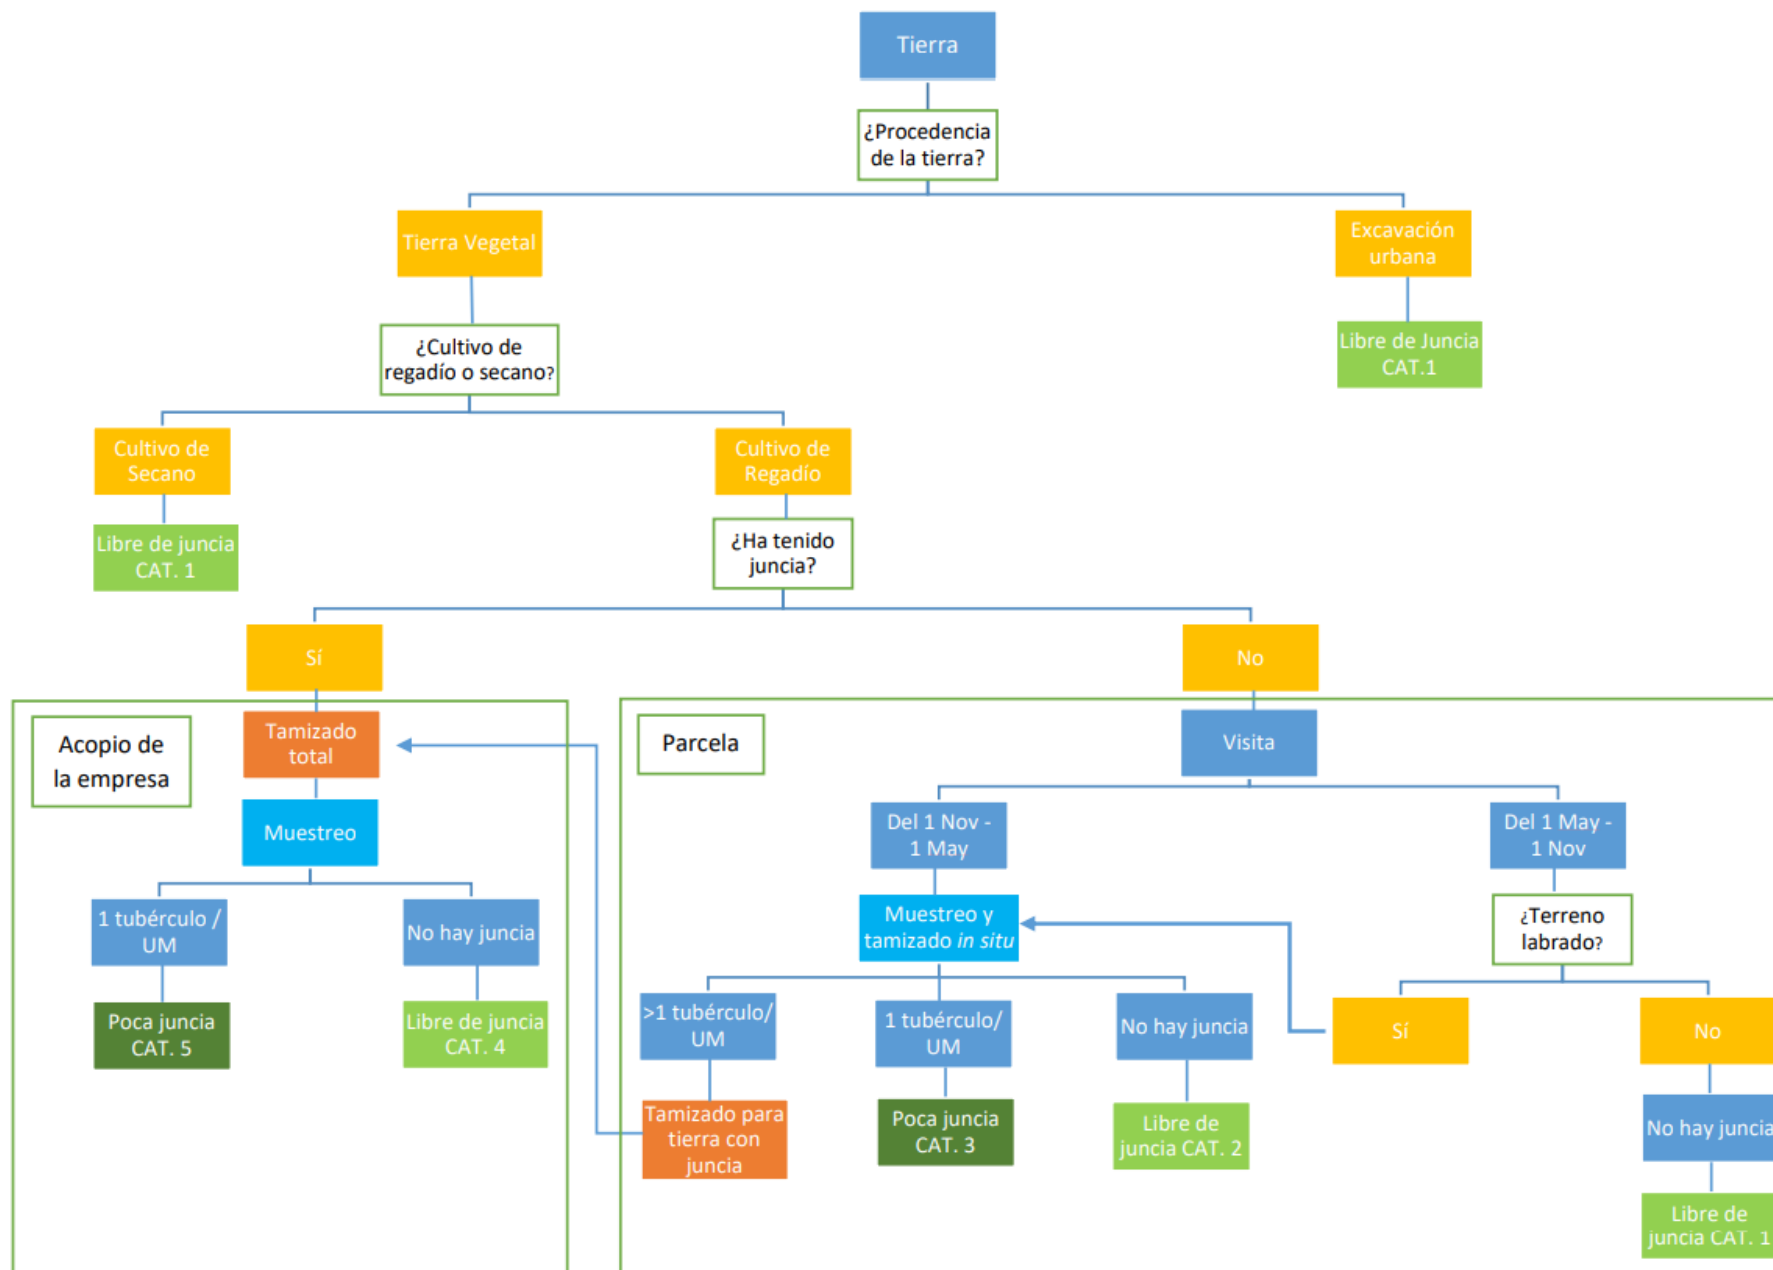 Tierra
¿Procedencia
de la tierra?
Tierra Vegetal
Excavación
urbana
¿Cultivo de
regadío o secano?
Libre de Juncia
CAT.1
Cultivo de
Secano
Cultivo de
Regadío
Libre de juncia
CAT. 1
¿Ha tenido
juncia?
Sí
No
Acopio de
la empresa
Tamizado
total
Parcela
Visita
Muestreo
Del 1 Nov -
1 May
Del 1 May -
1 Nov
1 tubérculo /
UM
No hay juncia
Muestreo y
tamizado in situ
¿Terreno
labrado?
Poca juncia
CAT. 5
Libre de juncia
CAT. 4
>1 tubérculo/
UM
1 tubérculo/
UM
No hay juncia
Sí
No
Tamizado para
tierra con
juncia
Poca juncia
CAT. 3
Libre de
juncia CAT. 2
No hay juncia
Libre de
juncia CAT. 1